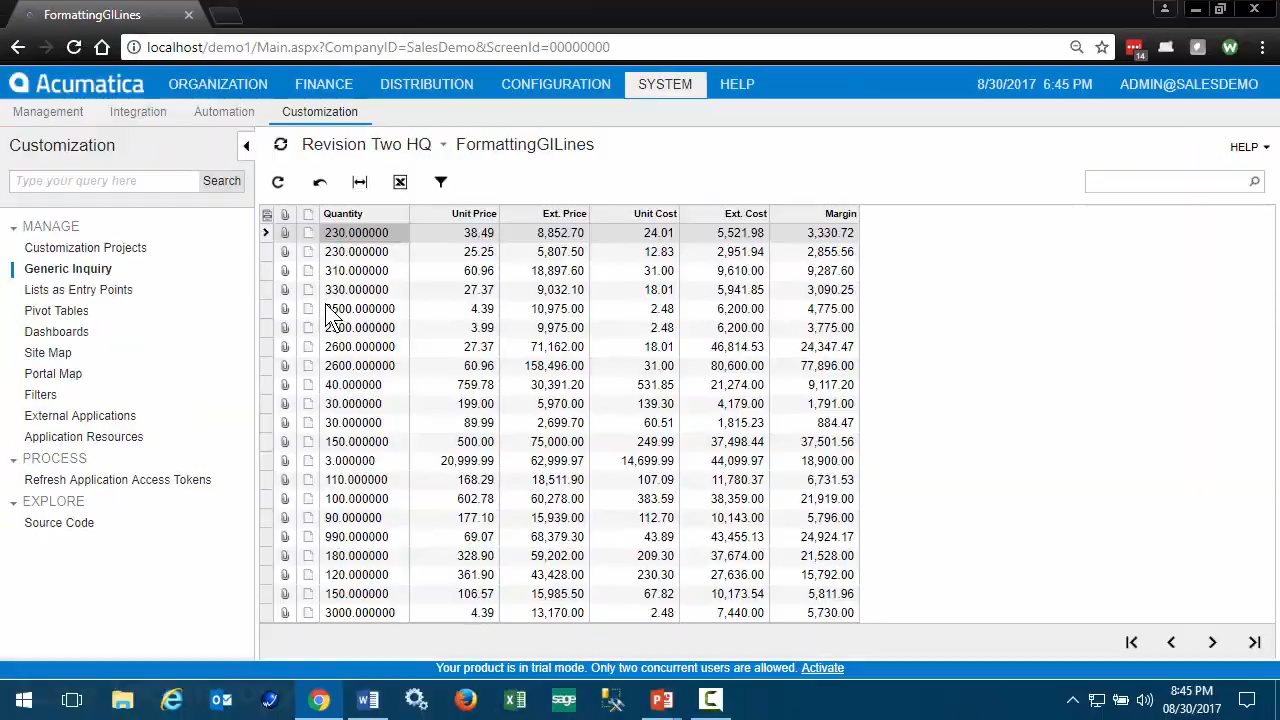 FormattingGILines
localhost/demo1/Main.aspx?CompanyID=SalesDemo&ScreenId=00000000
14
W
Acumatica ORGANIZATION FINANCE DISTRIBUTION CONFIGURATION SYSTEM HELP 8/30/2017 6:45 PM ADMIN@SALESDEMO
Management Integration Automation Customization
Customization
Revision Two HQ FormattingGILines
HELP
Type your query here Search
MANAGE
Customization Projects
Generic Inquiry
Lists as Entry Points
Pivot Tables
Dashboards
Site Map
Portal Map
Filters
External Applications
Application Resources
PROCESS
Refresh Application Access Tokens
EXPLORE
Source Code
Quantity Unit Price Ext. Price Unit Cost Ext. Cost Margin
230.000000 38.49 8,852.70 24.01 5,521.98 3,330.72
230.000000 25.25 5,807.50 12.83 2,951.94 2,855.56
310.000000 60.96 18,897.60 31.00 9,610.00 9,287.60
330.000000 27.37 9,032.10 18.01 5,941.85 3,090.25
4.39 10,975.00 2.48 6,200.00 4,775.00
3.99 9,975.00 2.48 6,200.00 3,775.00
2600.000000 27.37 71,162.00 18.01 46,814.53 24,347.47
2600.000000 60.96 158,496.00 31.00 80,600.00 77,896.00
40.000000 759.78 30,391.20 531.85 21,274.00 9,117.20
30.000000 199.00 5,970.00 139.30 4,179.00 1,791.00
30.000000 89.99 2,699.70 60.51 1,815.23 884.47
150.000000 500.00 75,000.00 249.99 37,498.44 37,501.56
3.000000 20,999.99 62,999.97 14,699.99 44,099.97 18,900.00
110.000000 168.29 18,511.90 107.09 11,780.37 6,731.53
100.000000 602.78 60,278.00 383.59 38,359.00 21,919.00
90.000000 177.10 15,939.00 112.70 10,143.00 5,796.00
990.000000 69.07 68,379.30 43.89 43,455.13 24,924.17
180.000000 328.90 59,202.00 209.30 37,674.00 21,528.00
120.000000 361.90 43,428.00 230.30 27,636.00 15,792.00
150.000000 106.57 15,985.50 67.82 10,173.54 5,811.96
3000.000000 4.39 13,170.00 2.48 7,440.00 5,730.00
Your product is in trial mode. Only two concurrent users are allowed. Activate
sage
8:45 PM
08/30/2017